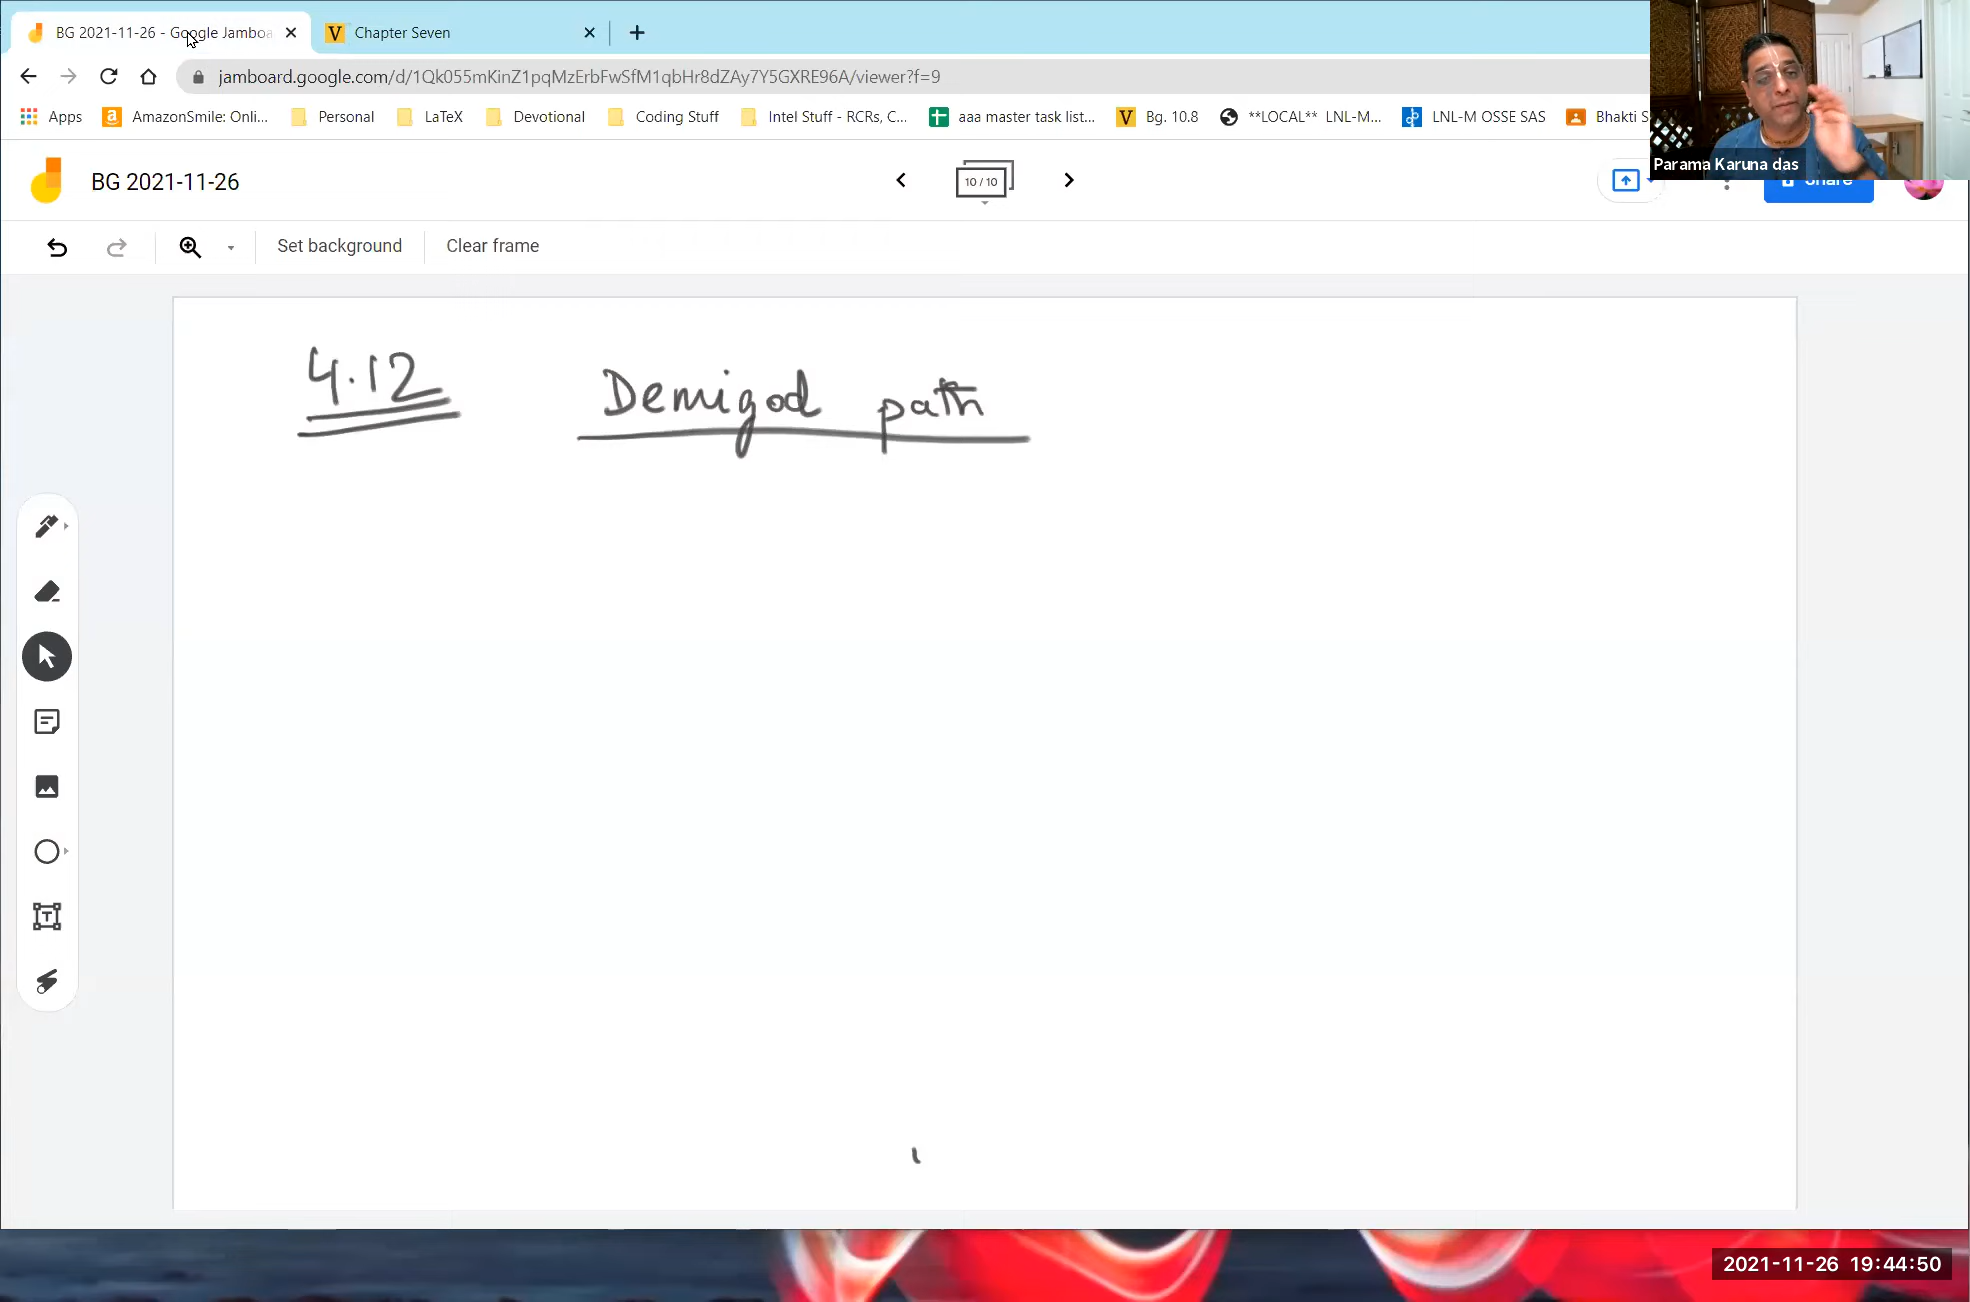 BG 2021-11-26 - Google Jamboa
Chapter Seven
jamboard.google.com/d/1Qk055mKinZ1pqMzErbFwSfM1qbHr8dZAy7Y5GXRE96A/viewer?f=9
Apps AmazonSmile: Onli... Personal LaTeX Devotional Coding Stuff Intel Stuff - RCRs, C... aaa master task list... Bg. 10.8 **LOCAL** LNL-M... LNL-M OSSE SAS Bhakti S
Parama Karuna das
BG 2021-11-26
10 / 10
Share
Set background Clear frame
4.12 Demigod path
2021-11-26 19:44:50